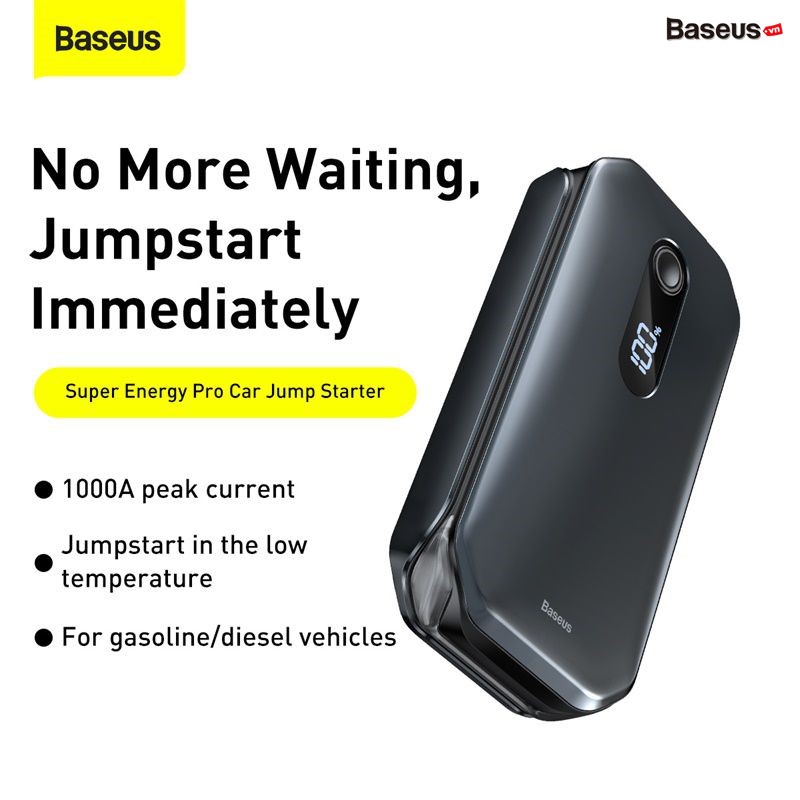 Baseus
Baseus.vn
No More Waiting,
Jumpstart
Immediately
Super Energy Pro Car Jump Starter
1000A peak current
Jumpstart in the low
temperature
For gasoline/diesel vehicles
100%
Baseus